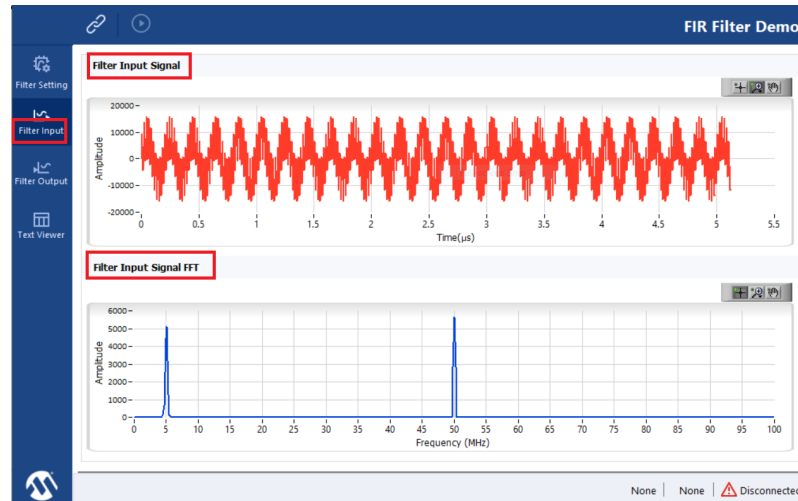 FIR Filter Demo
Filter Setting
Filter Input
Filter Output
Text Viewer
Filter Input Signal
20000
10000
0
-10000
-20000
Amplitude
0 0.5 1 1.5 2 2.5 3 3.5 4 4.5 5 5.5
Time(µs)
Filter Input Signal FFT
6000
5000
4000
3000
2000
1000
0
Amplitude
0 5 10 15 20 25 30 35 40 45 50 55 60 65 70 75 80 85 90 95 100
Frequency (MHz)
None None Disconnected